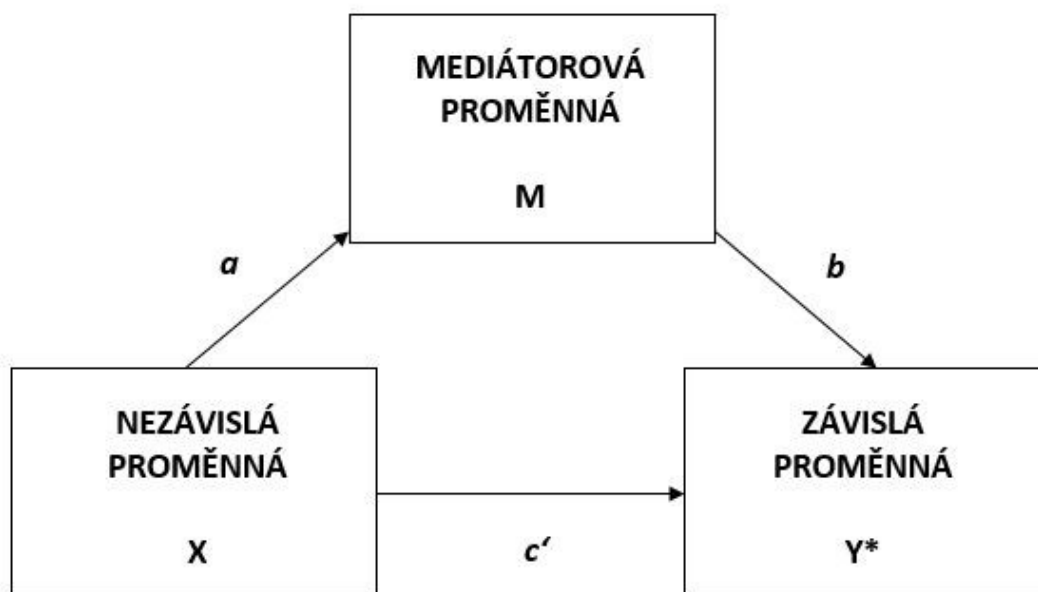 MEDIÁTOROVÁ
PROMĚNNÁ
M
a
b
NEZÁVISLÁ
PROMĚNNÁ
X
c‘
ZÁVISLÁ
PROMĚNNÁ
Y*